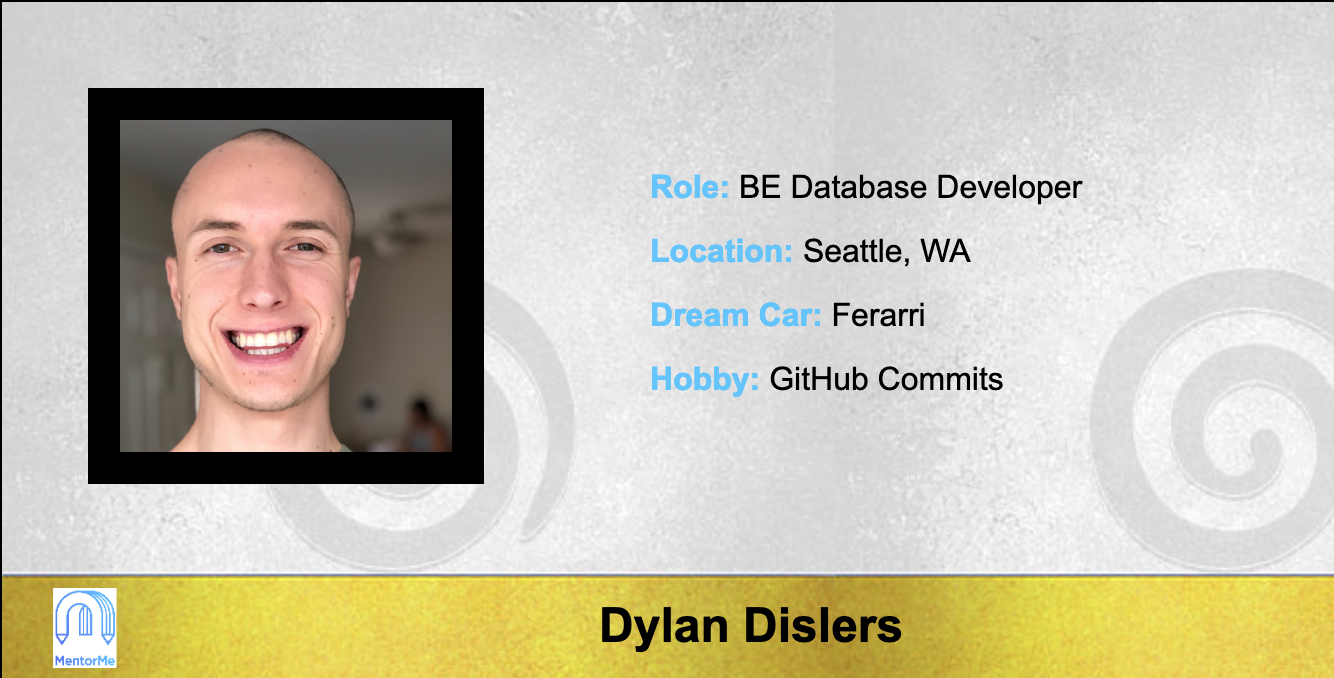 Role: BE Database Developer
Location: Seattle, WA
Dream Car: Ferarri
Hobby: GitHub Commits
Dylan Dislers
MentorMe